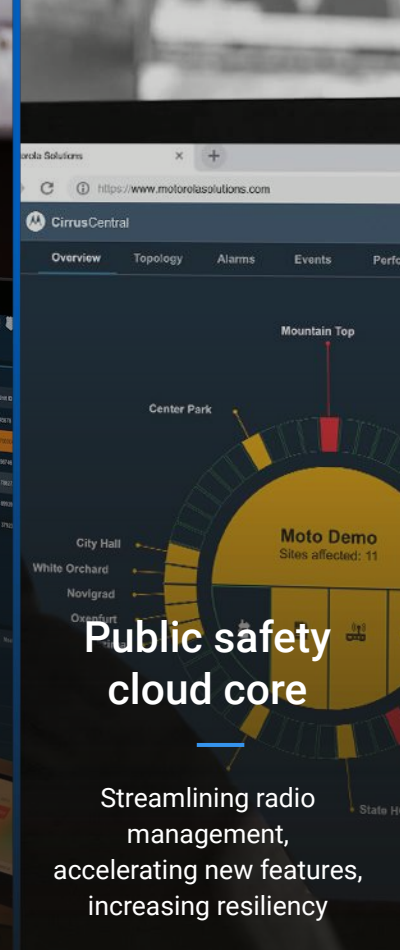 orola Solutions
https://www.motorolasolutions.com
CirrusCentral
Overview Topology Alarms Events Perfo
Mountain Top
Center Park
Moto Demo
Sites affected: 11
City Hall
White Orchard
Novigrad
Oxenfurt
Public safety
cloud core
Streamlining radio
management,
State H
accelerating new features,
increasing resiliency